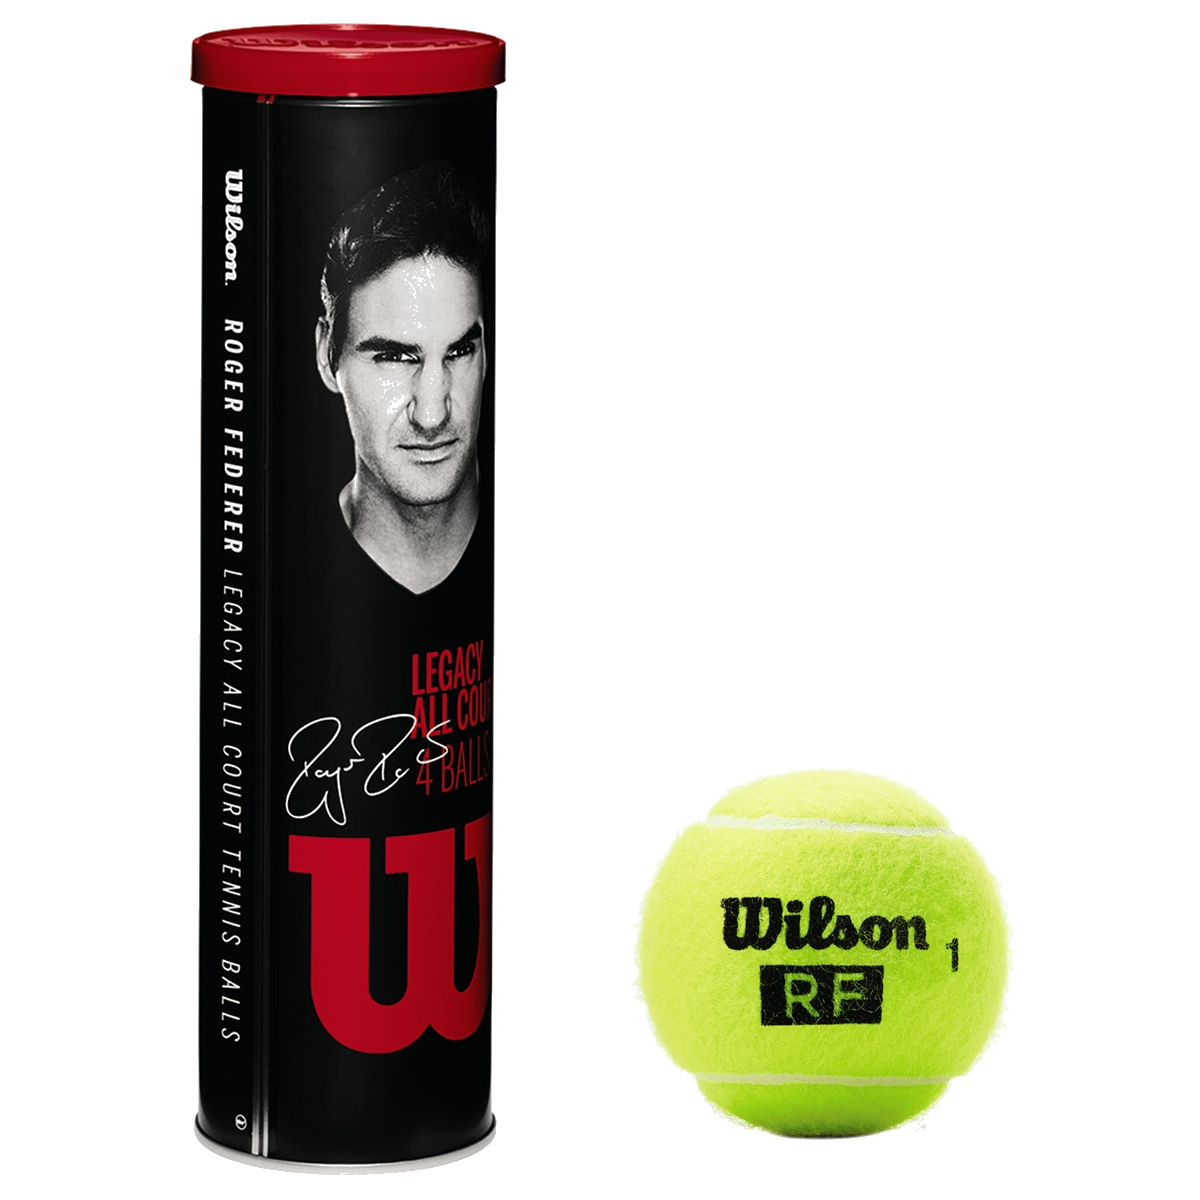 Wilson.
ROGER FEDERER LEGACY ALL COURT TENNIS BALLS
LEGACY
ALL COU
4 BALLS
W
Wilson
1
RF